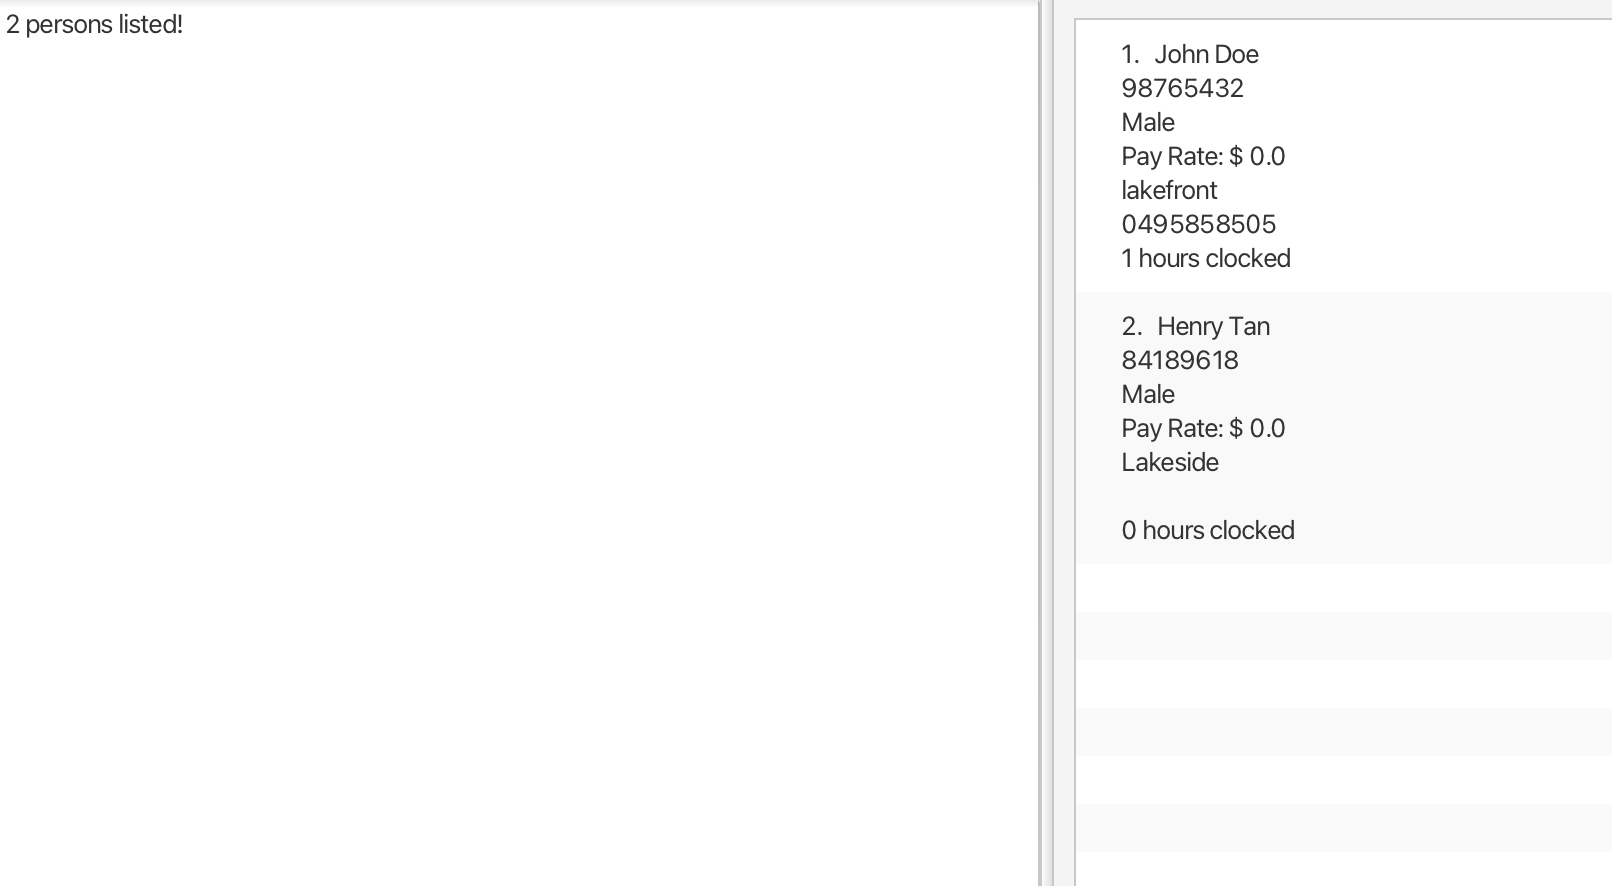 2 persons listed!
1. John Doe
98765432
Male
Pay Rate: $ 0.0
lakefront
0495858505
1 hours clocked
2. Henry Tan
84189618
Male
Pay Rate: $ 0.0
Lakeside
0 hours clocked